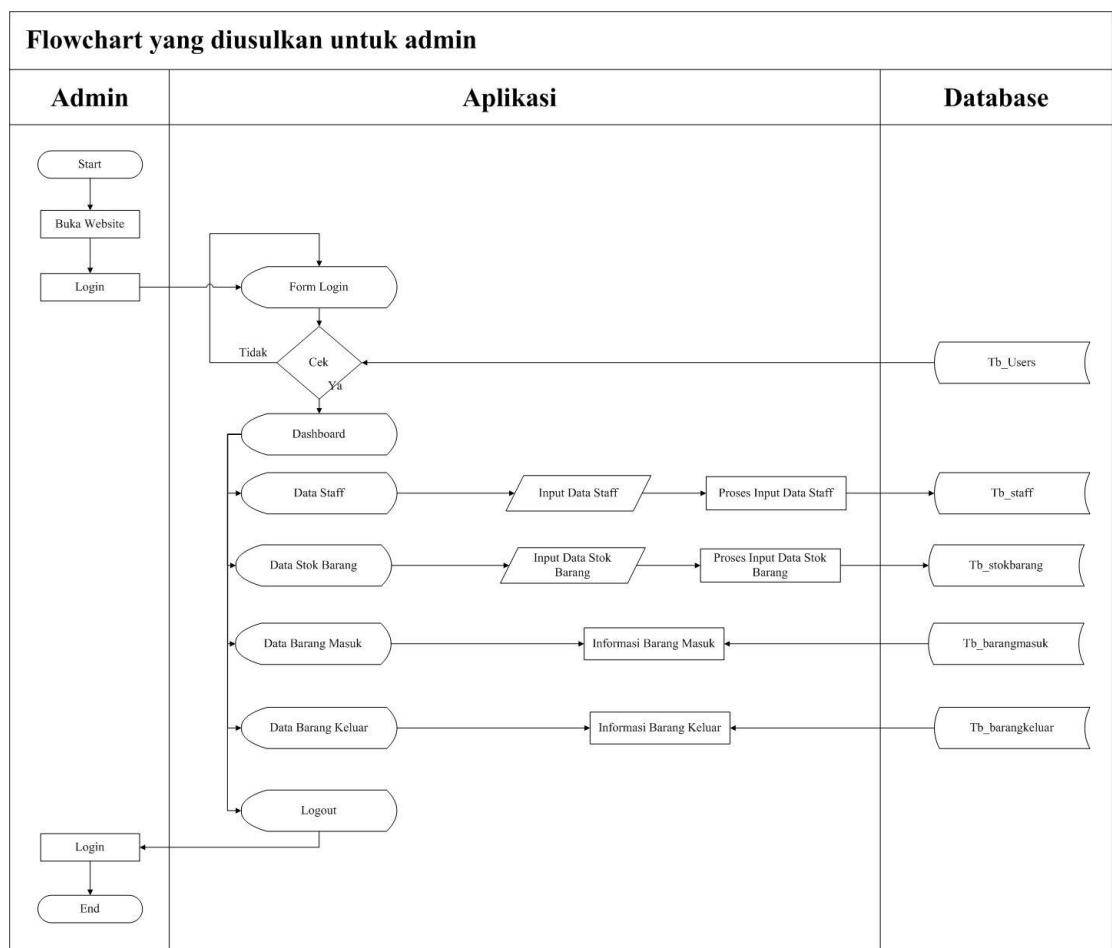 Flowchart yang diusulkan untuk admin
Admin
Aplikasi
Database
Start
Buka Website
Login
Form Login
Tidak
Cek
Ya
Tb_Users
Dashboard
Data Staff
Input Data Staff
Proses Input Data Staff
Tb_staff
Data Stok Barang
Input Data Stok
Barang
Proses Input Data Stok
Barang
Tb_stokbarang
Data Barang Masuk
Informasi Barang Masuk
Tb_barangmasuk
Data Barang Keluar
Informasi Barang Keluar
Tb_barangkeluar
Logout
Login
End